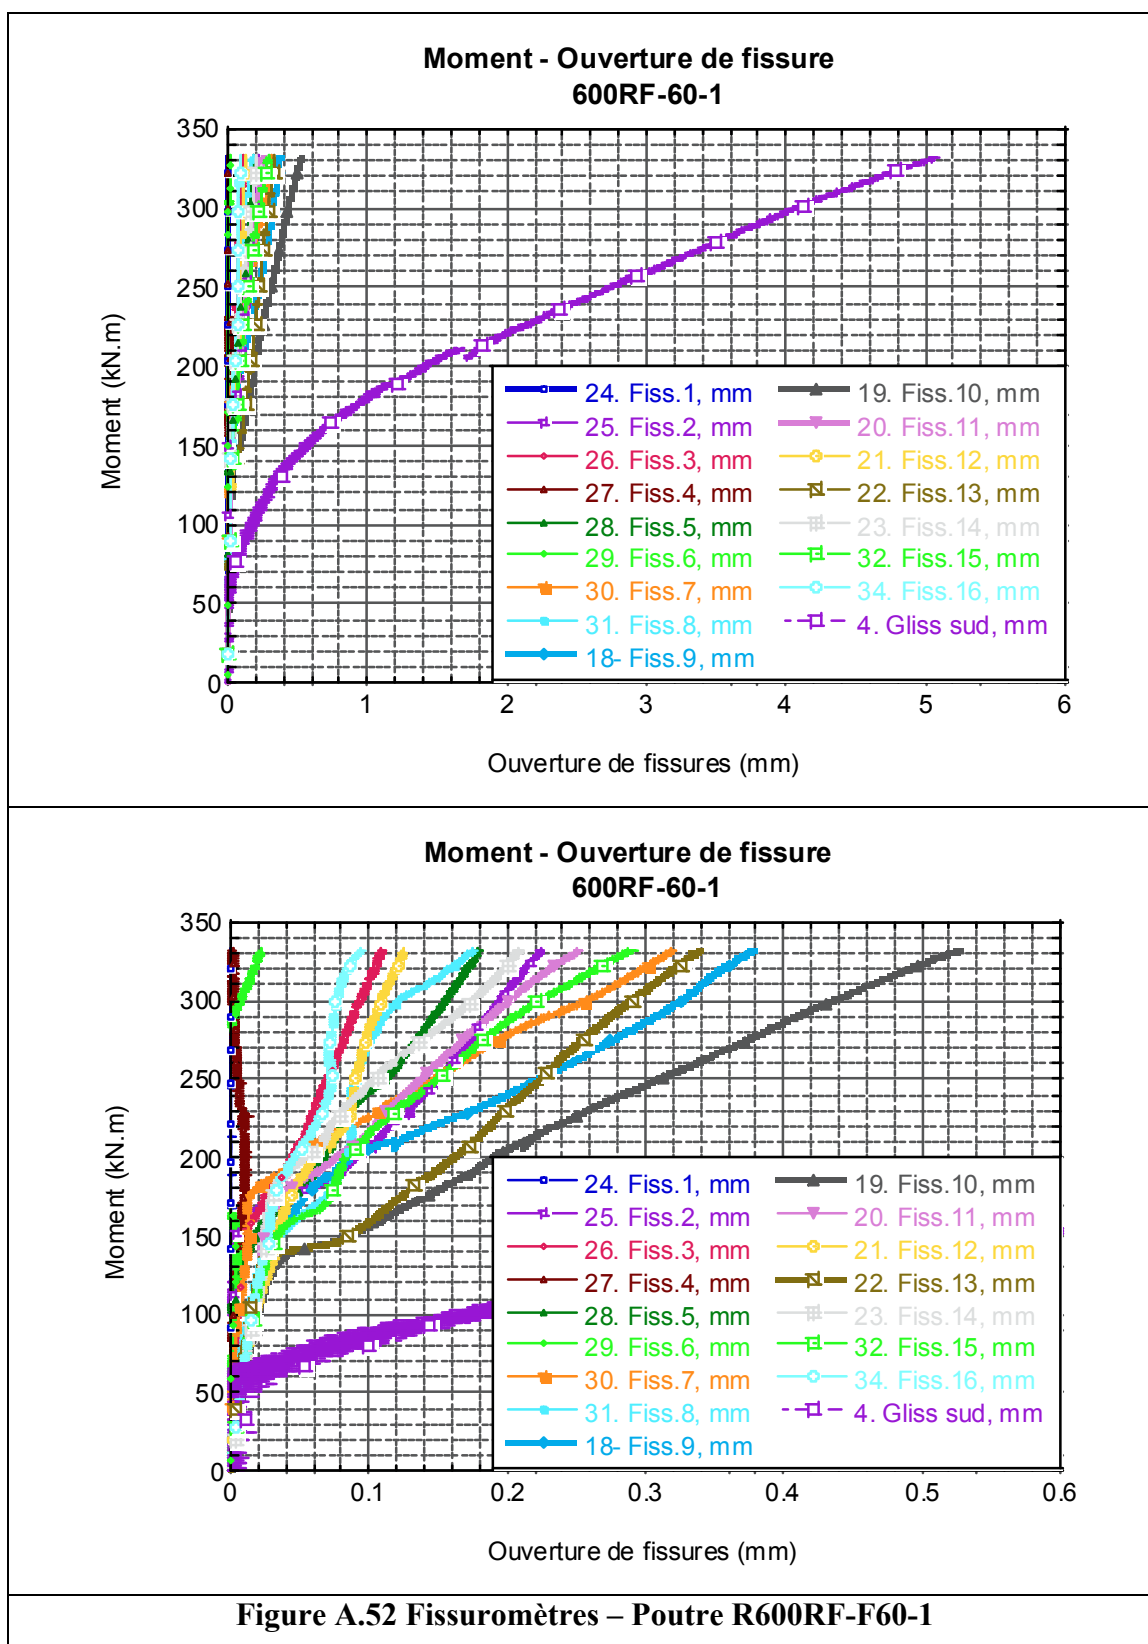 Moment - Ouverture de fissure
600RF-60-1
Moment (kN.m)
350
300
250
200
150
100
50
0
24. Fiss.1, mm
25. Fiss.2, mm
26. Fiss.3, mm
27. Fiss.4, mm
28. Fiss.5, mm
29. Fiss.6, mm
30. Fiss.7, mm
31. Fiss.8, mm
18- Fiss.9, mm
19. Fiss.10, mm
20. Fiss.11, mm
21. Fiss.12, mm
22. Fiss.13, mm
23. Fiss.14, mm
32. Fiss.15, mm
34. Fiss.16, mm
4. Gliss sud, mm
0 1 2 3 4 5 6
Ouverture de fissures (mm)
Moment - Ouverture de fissure
600RF-60-1
Moment (kN.m)
350
300
250
200
150
100
50
0
24. Fiss.1, mm
25. Fiss.2, mm
26. Fiss.3, mm
27. Fiss.4, mm
28. Fiss.5, mm
29. Fiss.6, mm
30. Fiss.7, mm
31. Fiss.8, mm
18- Fiss.9, mm
19. Fiss.10, mm
20. Fiss.11, mm
21. Fiss.12, mm
22. Fiss.13, mm
23. Fiss.14, mm
32. Fiss.15, mm
34. Fiss.16, mm
4. Gliss sud, mm
0 0.1 0.2 0.3 0.4 0.5 0.6
Ouverture de fissures (mm)
Figure A.52 Fissuromètres – Poutre R600RF-F60-1